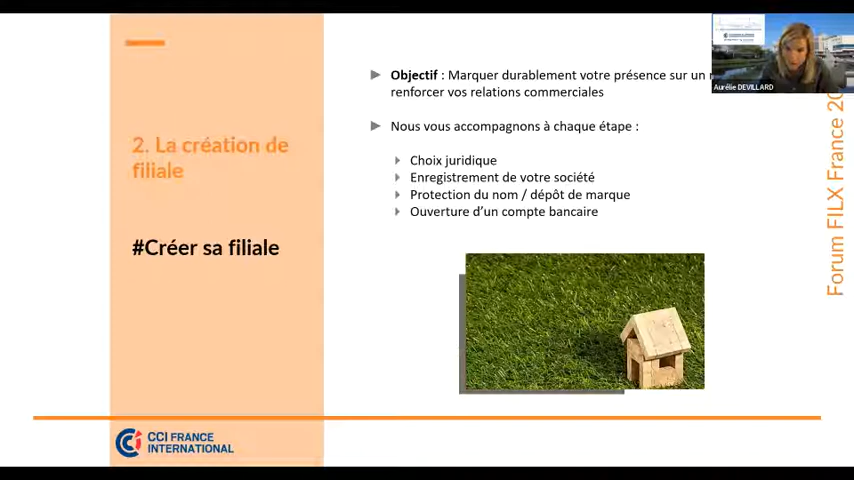 2. La création de
filiale
#Créer sa filiale
Objectif : Marquer durablement votre présence sur un
renforcer vos relations commerciales
Nous vous accompagnons à chaque étape :
Choix juridique
Enregistrement de votre société
Protection du nom / dépôt de marque
Ouverture d'un compte bancaire
Aurélie DEVILLARD
Forum FILX France
CCI FRANCE
INTERNATIONAL